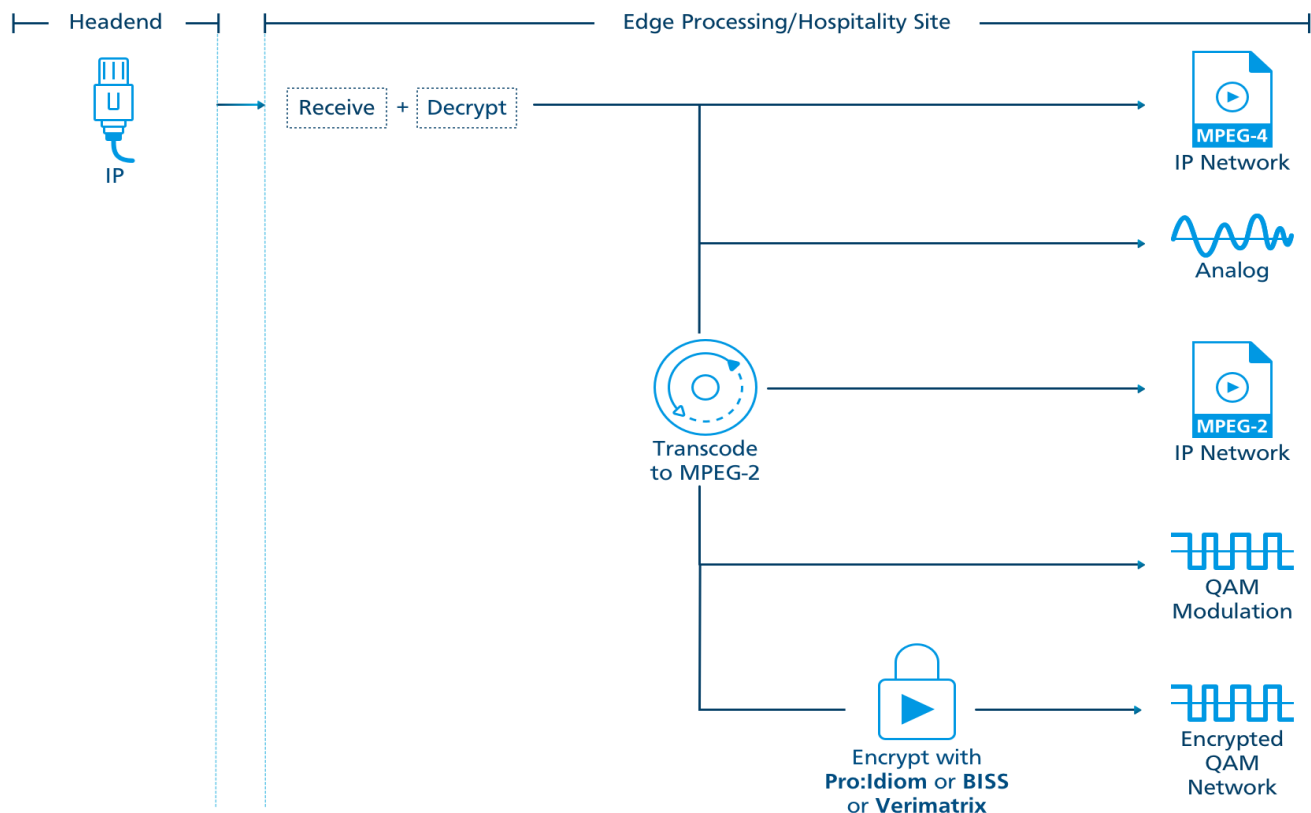 Headend
Edge Processing/Hospitality Site
IP
Receive + Decrypt
MPEG-4
IP Network
Analog
Transcode
to MPEG-2
MPEG-2
IP Network
QAM
Modulation
Encrypt with
Pro:Idiom or BISS
or Verimatrix
Encrypted
QAM
Network